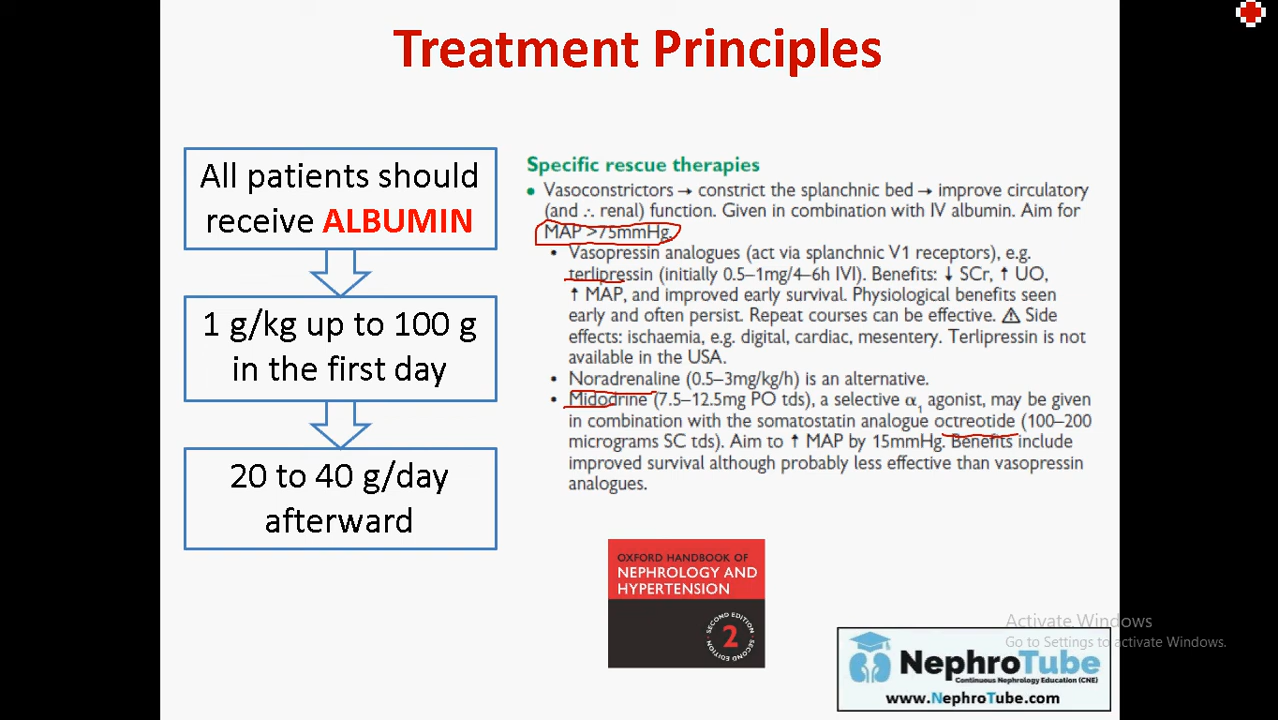 Treatment Principles
All patients should
receive ALBUMIN
1 g/kg up to 100 g
in the first day
20 to 40 g/day
afterward
Specific rescue therapies
• Vasoconstrictors → constrict the splanchnic bed → improve circulatory
(and ∴ renal) function. Given in combination with IV albumin. Aim for
MAP >75mmHg.
• Vasopressin analogues (act via splanchnic V1 receptors), e.g.
terlipressin (initially 0.5–1mg/4–6h IVI). Benefits: ↓ SCr, ↑ UO,
↑ MAP, and improved early survival. Physiological benefits seen
early and often persist. Repeat courses can be effective. ⚠ Side
effects: ischaemia, e.g. digital, cardiac, mesentery. Terlipressin is not
available in the USA.
• Noradrenaline (0.5–3mg/kg/h) is an alternative.
• Midodrine (7.5–12.5mg PO tds), a selective α₁ agonist, may be given
in combination with the somatostatin analogue octreotide (100–200
micrograms SC tds). Aim to ↑ MAP by 15mmHg. Benefits include
improved survival although probably less effective than vasopressin
analogues.
OXFORD HANDBOOK OF
NEPHROLOGY AND
HYPERTENSION
SECOND EDITION • SECOND EDITION •
2
Activate Windows
Go to Settings to activate Windows.
NephroTube
Continuous Nephrology Education (CNE)
www.NephroTube.com